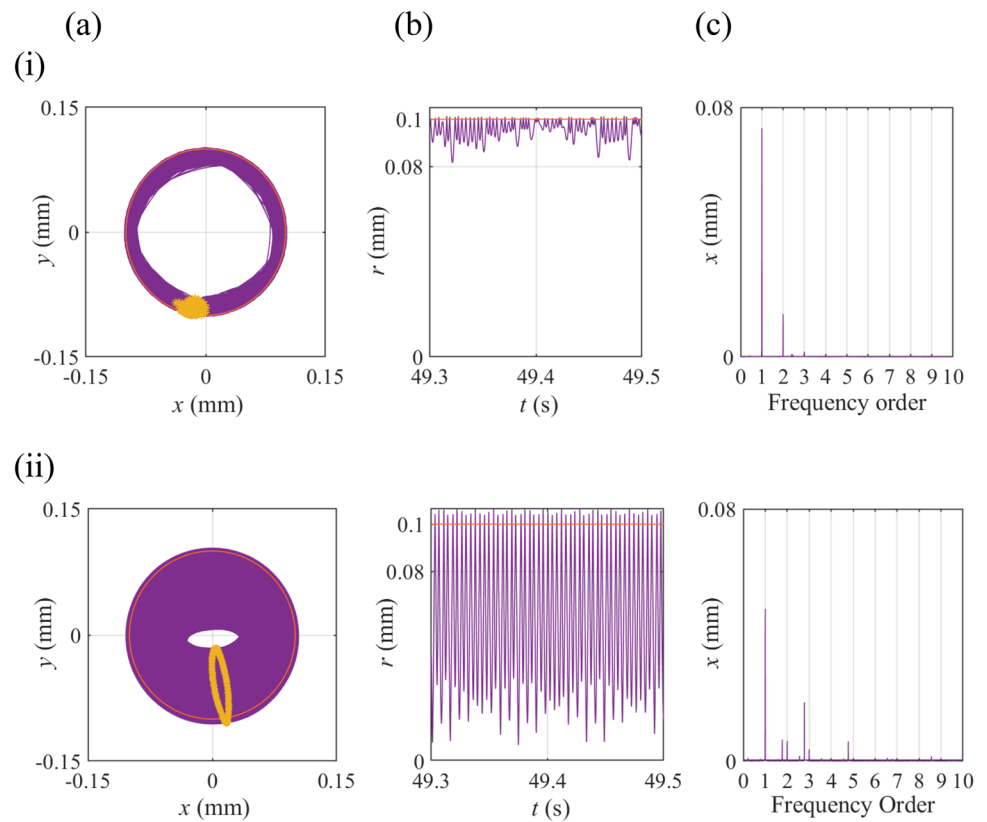 (a) (b) (c)
(i)
0.15
0
-0.15
y (mm)
-0.15 0 0.15
x (mm)
0.1
0.08
0
r (mm)
49.3 49.4 49.5
t (s)
0.08
0
x (mm)
0 1 2 3 4 5 6 7 8 9 10
Frequency order
(ii)
0.15
0
-0.15
y (mm)
-0.15 0 0.15
x (mm)
0.1
0.08
0
r (mm)
49.3 49.4 49.5
t (s)
0.08
0
x (mm)
0 1 2 3 4 5 6 7 8 9 10
Frequency Order